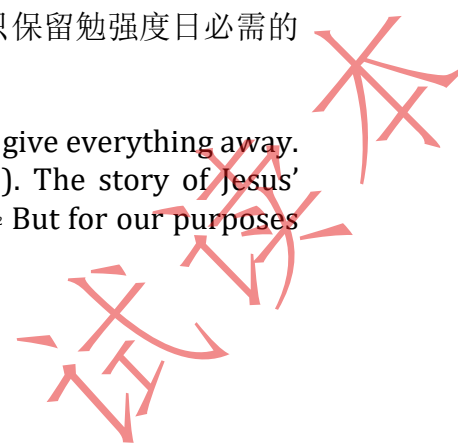 只保留勉强度日必需的
give everything away.
). The story of Jesus’
But for our purposes
试读本